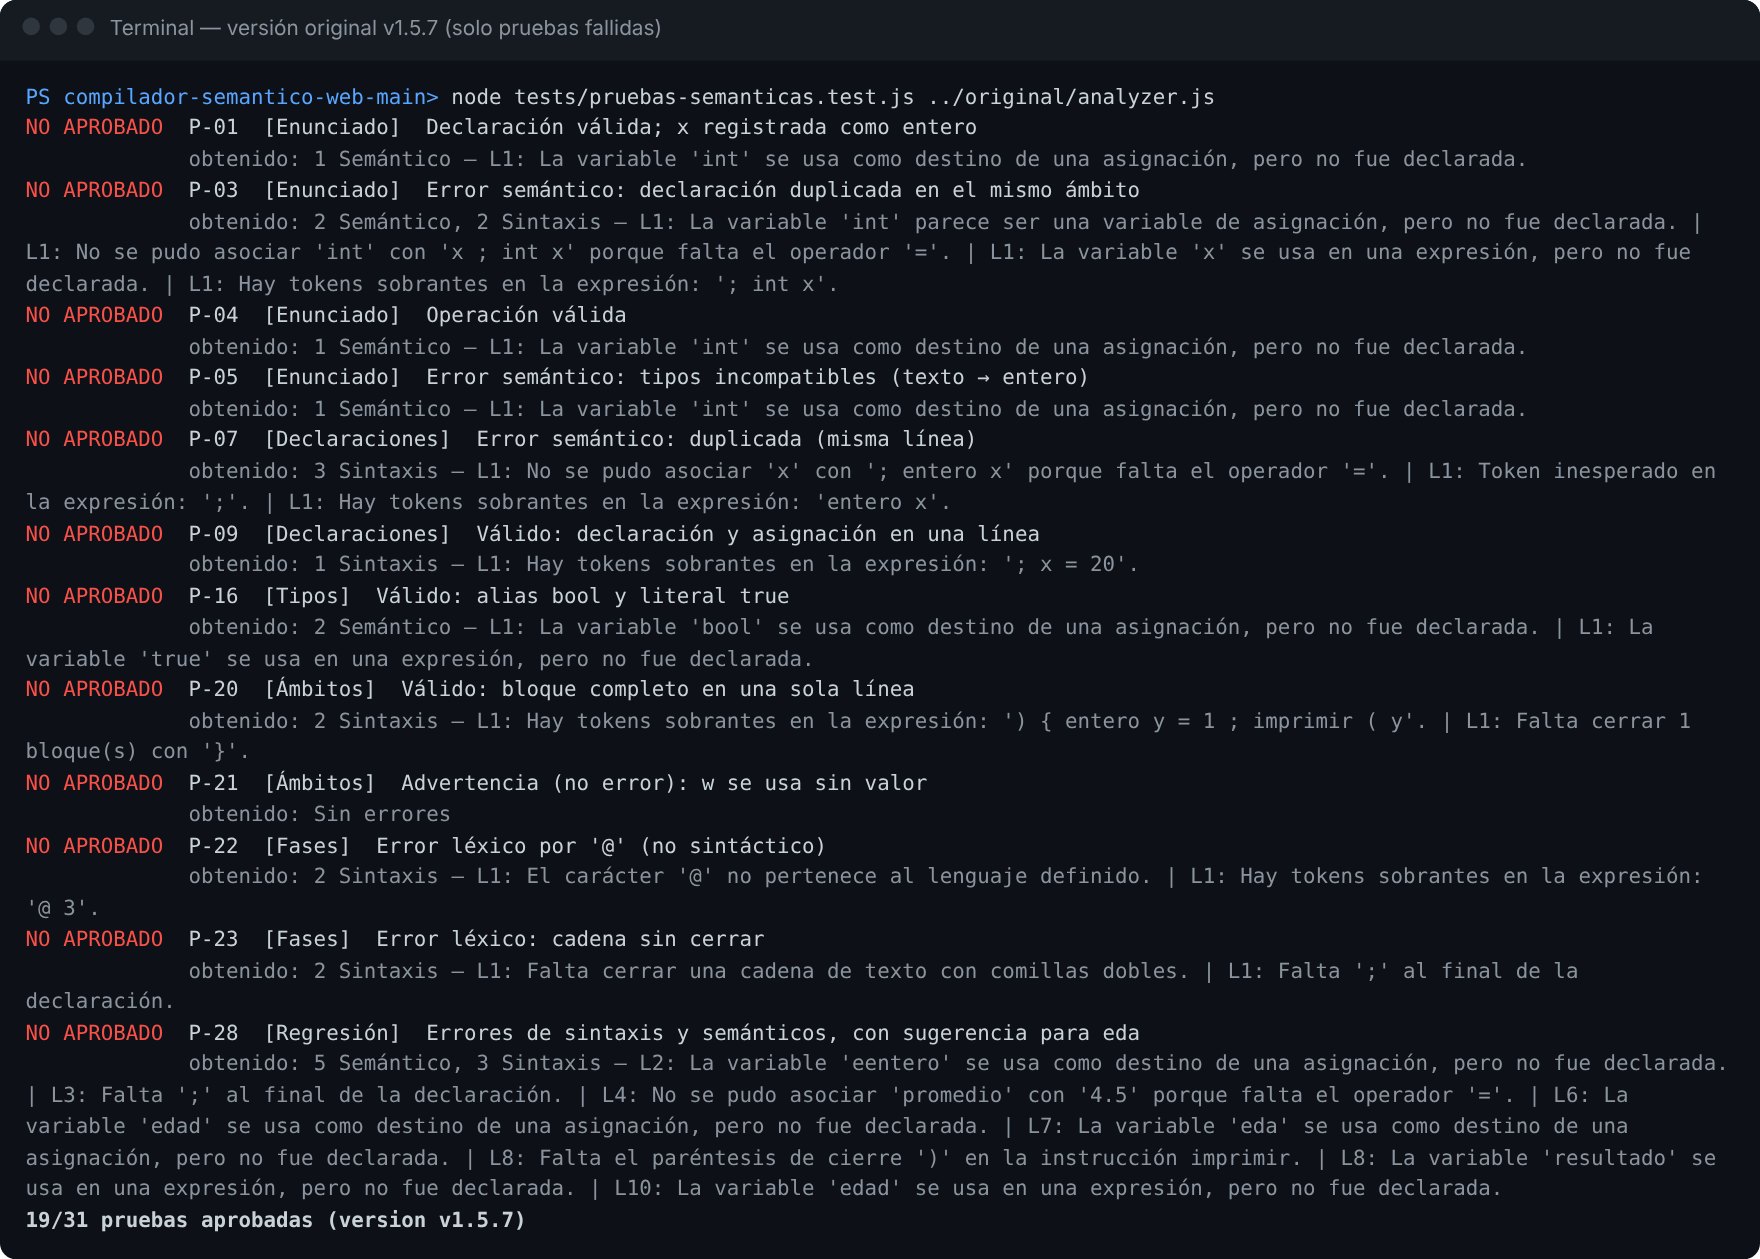 Terminal — versión original v1.5.7 (solo pruebas fallidas)
PS compilador-semantico-web-main> node tests/pruebas-semanticas.test.js ../original/analyzer.js
NO APROBADO  P-01  [Enunciado]  Declaración válida; x registrada como entero
obtenido: 1 Semántico — L1: La variable 'int' se usa como destino de una asignación, pero no fue declarada.
NO APROBADO  P-03  [Enunciado]  Error semántico: declaración duplicada en el mismo ámbito
obtenido: 2 Semántico, 2 Sintaxis — L1: La variable 'int' parece ser una variable de asignación, pero no fue declarada. |
L1: No se pudo asociar 'int' con 'x ; int x' porque falta el operador '='. | L1: La variable 'x' se usa en una expresión, pero no fue
declarada. | L1: Hay tokens sobrantes en la expresión: '; int x'.
NO APROBADO  P-04  [Enunciado]  Operación válida
obtenido: 1 Semántico — L1: La variable 'int' se usa como destino de una asignación, pero no fue declarada.
NO APROBADO  P-05  [Enunciado]  Error semántico: tipos incompatibles (texto → entero)
obtenido: 1 Semántico — L1: La variable 'int' se usa como destino de una asignación, pero no fue declarada.
NO APROBADO  P-07  [Declaraciones]  Error semántico: duplicada (misma línea)
obtenido: 3 Sintaxis — L1: No se pudo asociar 'x' con '; entero x' porque falta el operador '='. | L1: Token inesperado en
la expresión: ';'. | L1: Hay tokens sobrantes en la expresión: 'entero x'.
NO APROBADO  P-09  [Declaraciones]  Válido: declaración y asignación en una línea
obtenido: 1 Sintaxis — L1: Hay tokens sobrantes en la expresión: '; x = 20'.
NO APROBADO  P-16  [Tipos]  Válido: alias bool y literal true
obtenido: 2 Semántico — L1: La variable 'bool' se usa como destino de una asignación, pero no fue declarada. | L1: La
variable 'true' se usa en una expresión, pero no fue declarada.
NO APROBADO  P-20  [Ámbitos]  Válido: bloque completo en una sola línea
obtenido: 2 Sintaxis — L1: Hay tokens sobrantes en la expresión: ') { entero y = 1 ; imprimir ( y'. | L1: Falta cerrar 1
bloque(s) con '}'.
NO APROBADO  P-21  [Ámbitos]  Advertencia (no error): w se usa sin valor
obtenido: Sin errores
NO APROBADO  P-22  [Fases]  Error léxico por '@' (no sintáctico)
obtenido: 2 Sintaxis — L1: El carácter '@' no pertenece al lenguaje definido. | L1: Hay tokens sobrantes en la expresión:
'@ 3'.
NO APROBADO  P-23  [Fases]  Error léxico: cadena sin cerrar
obtenido: 2 Sintaxis — L1: Falta cerrar una cadena de texto con comillas dobles. | L1: Falta ';' al final de la
declaración.
NO APROBADO  P-28  [Regresión]  Errores de sintaxis y semánticos, con sugerencia para eda
obtenido: 5 Semántico, 3 Sintaxis — L2: La variable 'eentero' se usa como destino de una asignación, pero no fue declarada.
| L3: Falta ';' al final de la declaración. | L4: No se pudo asociar 'promedio' con '4.5' porque falta el operador '='. | L6: La
variable 'edad' se usa como destino de una asignación, pero no fue declarada. | L7: La variable 'eda' se usa como destino de una
asignación, pero no fue declarada. | L8: Falta el paréntesis de cierre ')' en la instrucción imprimir. | L8: La variable 'resultado' se
usa en una expresión, pero no fue declarada. | L10: La variable 'edad' se usa en una expresión, pero no fue declarada.
19/31 pruebas aprobadas (version v1.5.7)